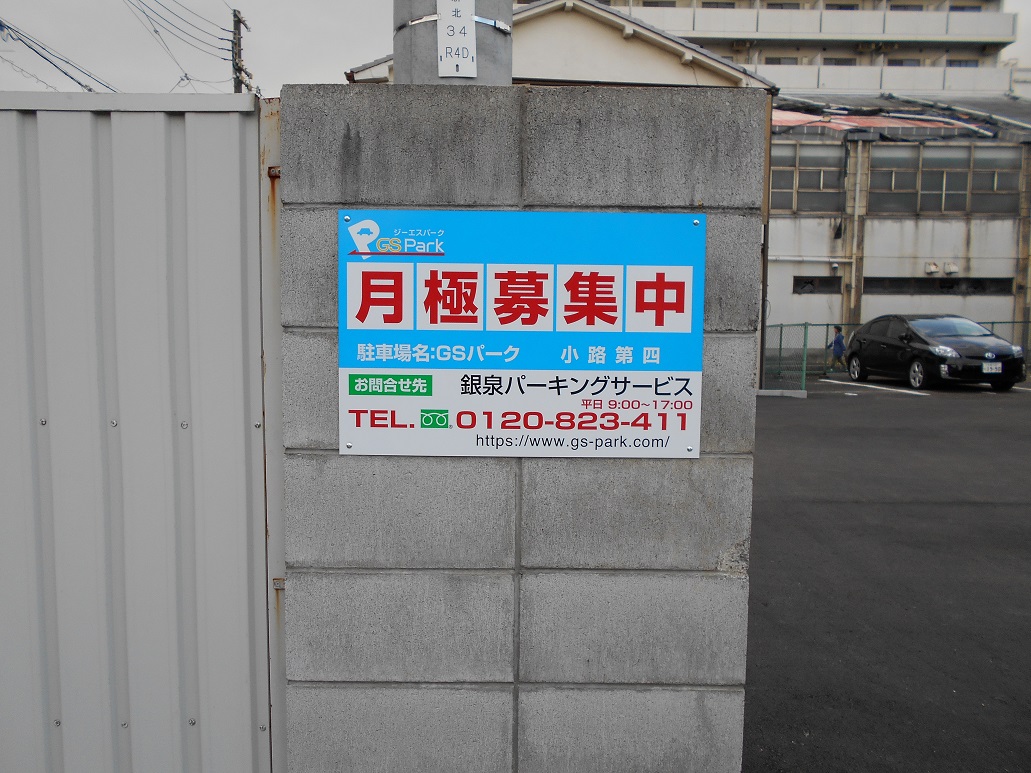 北
34
R4D
ジーエスパーク
GS Park
月極募集中
駐車場名:GSパーク 小路第四
お問合せ先 銀泉パーキングサービス
平日 9:00～17:00
TEL. 0120-823-411
https://www.gs-park.com/